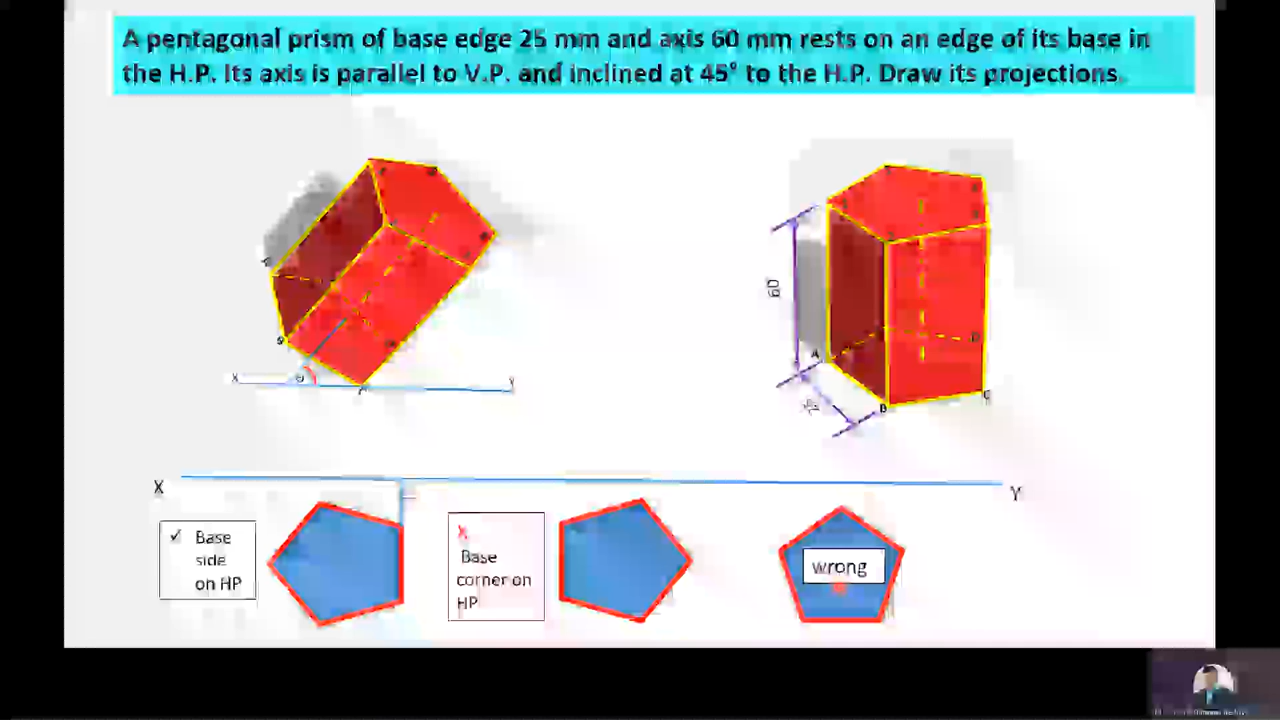 A pentagonal prism of base edge 25 mm and axis 60 mm rests on an edge of its base in
the H.P. Its axis is parallel to V.P. and inclined at 45° to the H.P. Draw its projections.
60
A
D
B
C
X
Y
X
Y
✓ Base
side
on HP
X
Base
corner on
HP
wrong